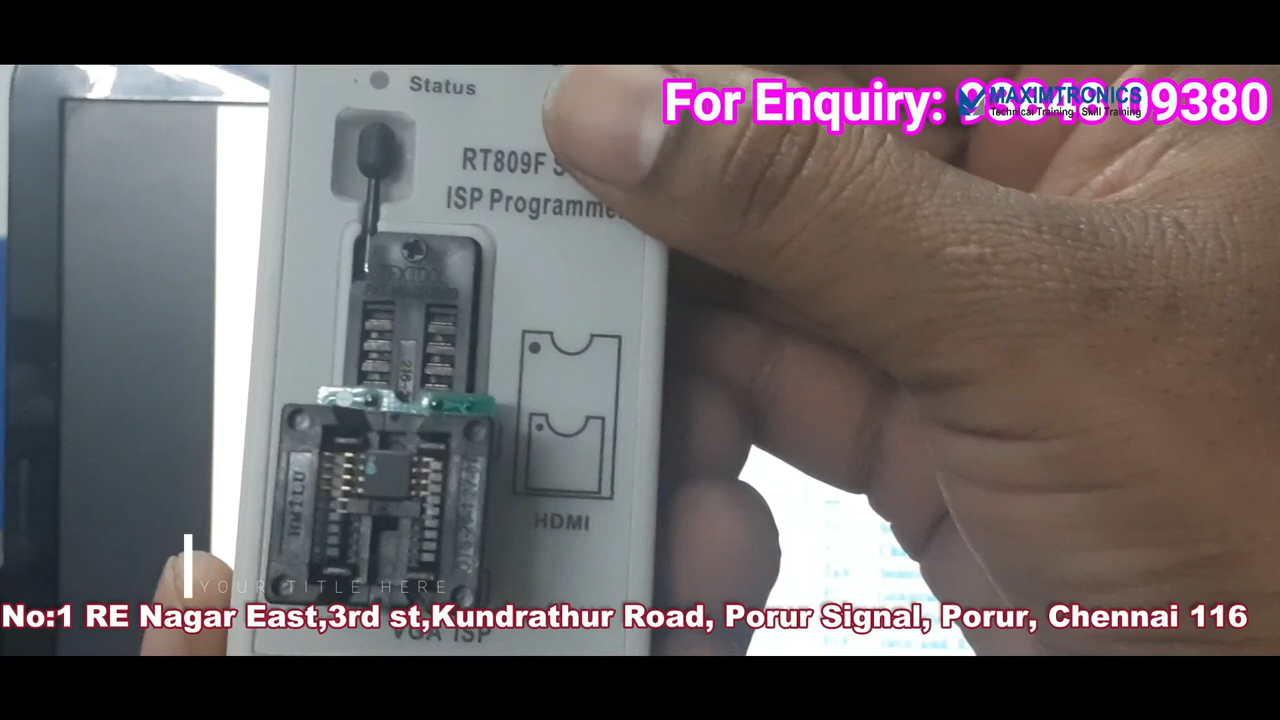 Status
For Enquiry:
MAXIMTRONICS
Technical Training | Skill Training
09380
RT809F
ISP Programmer
HDMI
YOUR TITLE HERE
No:1 RE Nagar East,3rd st,Kundrathur Road, Porur Signal, Porur, Chennai 116
VGA ISP